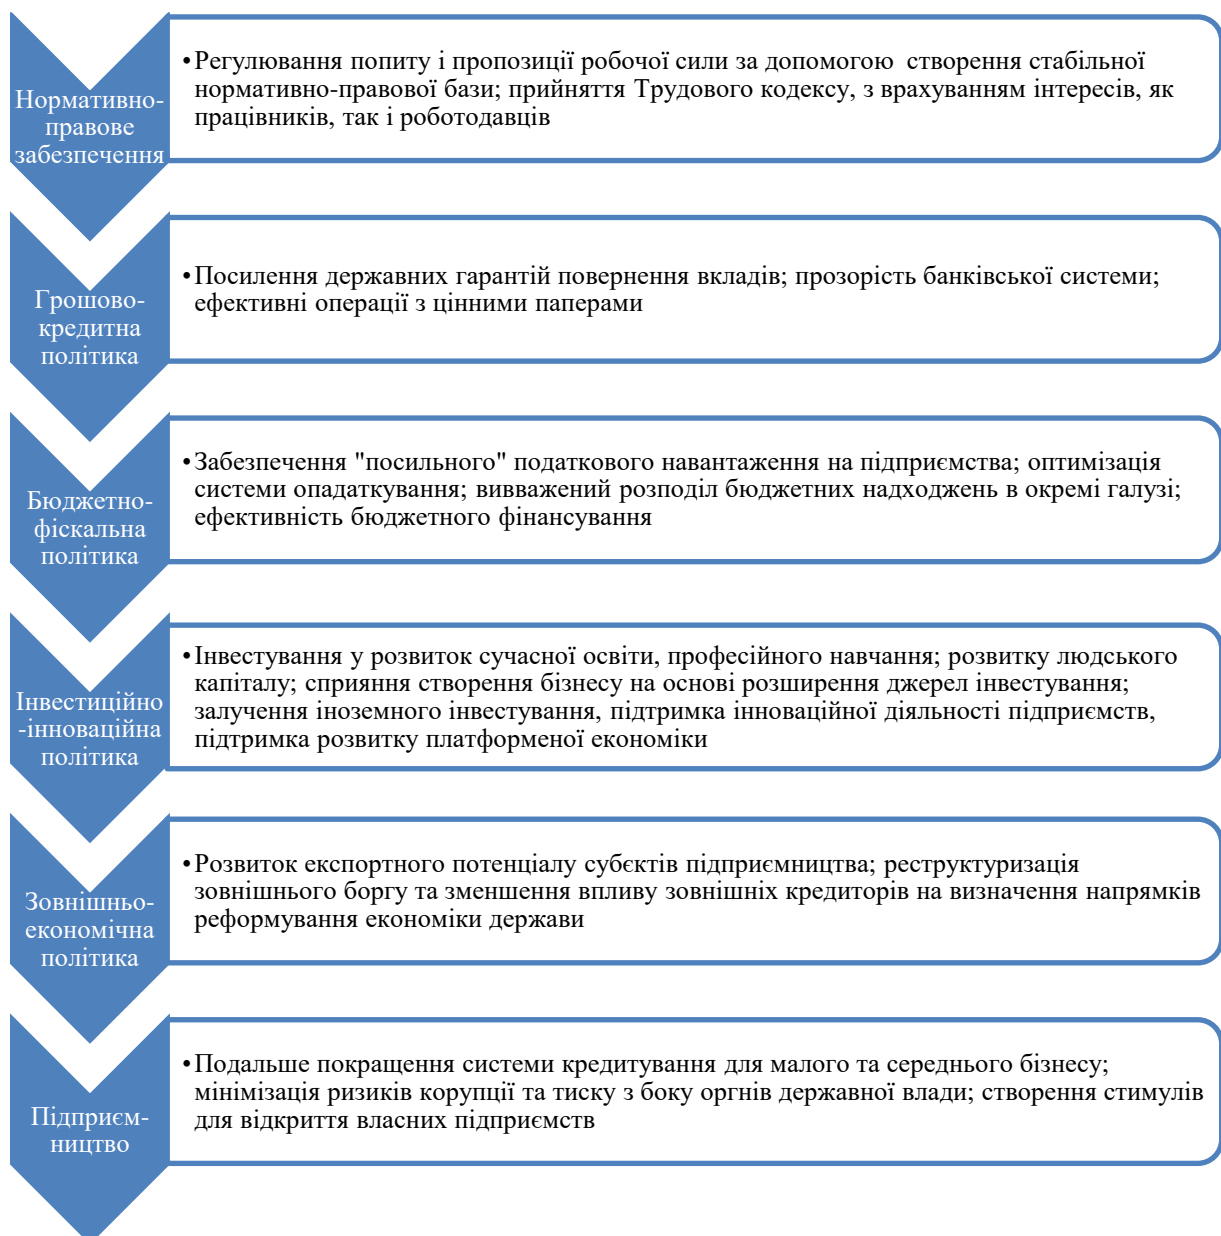 Нормативно-
правове
забезпечення
•Регулювання попиту і пропозиції робочої сили за допомогою створення стабільної
нормативно-правової бази; прийняття Трудового кодексу, з врахуванням інтересів, як
працівників, так і роботодавців
Грошово-
кредитна
політика
•Посилення державних гарантій повернення вкладів; прозорість банківської системи;
ефективні операції з цінними паперами
Бюджетно-
фіскальна
політика
•Забезпечення "посильного" податкового навантаження на підприємства; оптимізація
системи опадаткування; вивважений розподіл бюджетних надходжень в окремі галузі;
ефективність бюджетного фінансування
Інвестиційно
-інноваційна
політика
•Інвестування у розвиток сучасної освіти, професійного навчання; розвитку людського
капіталу; сприяння створення бізнесу на основі розширення джерел інвестування;
залучення іноземного інвестування, підтримка інноваційної діяльності підприємств,
підтримка розвитку платформеної економіки
Зовнішньо-
економічна
політика
•Розвиток експортного потенціалу субєктів підприємництва; реструктуризація
зовнішнього боргу та зменшення впливу зовнішніх кредиторів на визначення напрямків
реформування економіки держави
Підприєм-
ництво
•Подальше покращення системи кредитування для малого та середнього бізнесу;
мінімізація ризиків корупції та тиску з боку оргнів державної влади; створення стимулів
для відкриття власних підприємств